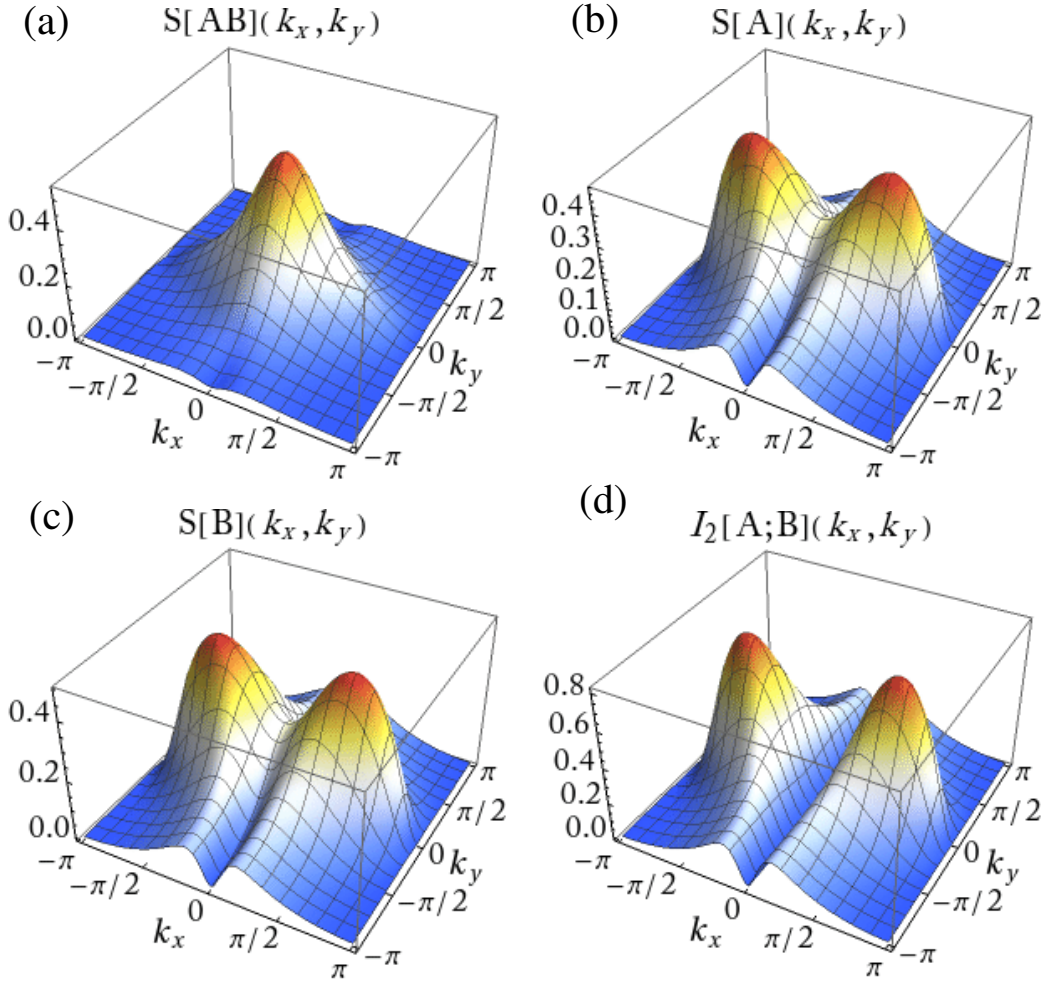 (a)
S[AB](k_x, k_y)
0.4
0.2
0.0
−π
−π/2
0
π/2
π
k_x
−π
−π/2
0
π/2
π
k_y
(b)
S[A](k_x, k_y)
0.4
0.3
0.2
0.1
0.0
−π
−π/2
0
π/2
π
k_x
−π
−π/2
0
π/2
π
k_y
(c)
S[B](k_x, k_y)
0.4
0.2
0.0
−π
−π/2
0
π/2
π
k_x
−π
−π/2
0
π/2
π
k_y
(d)
I_2[A;B](k_x, k_y)
0.8
0.6
0.4
0.2
0.0
−π
−π/2
0
π/2
π
k_x
−π
−π/2
0
π/2
π
k_y